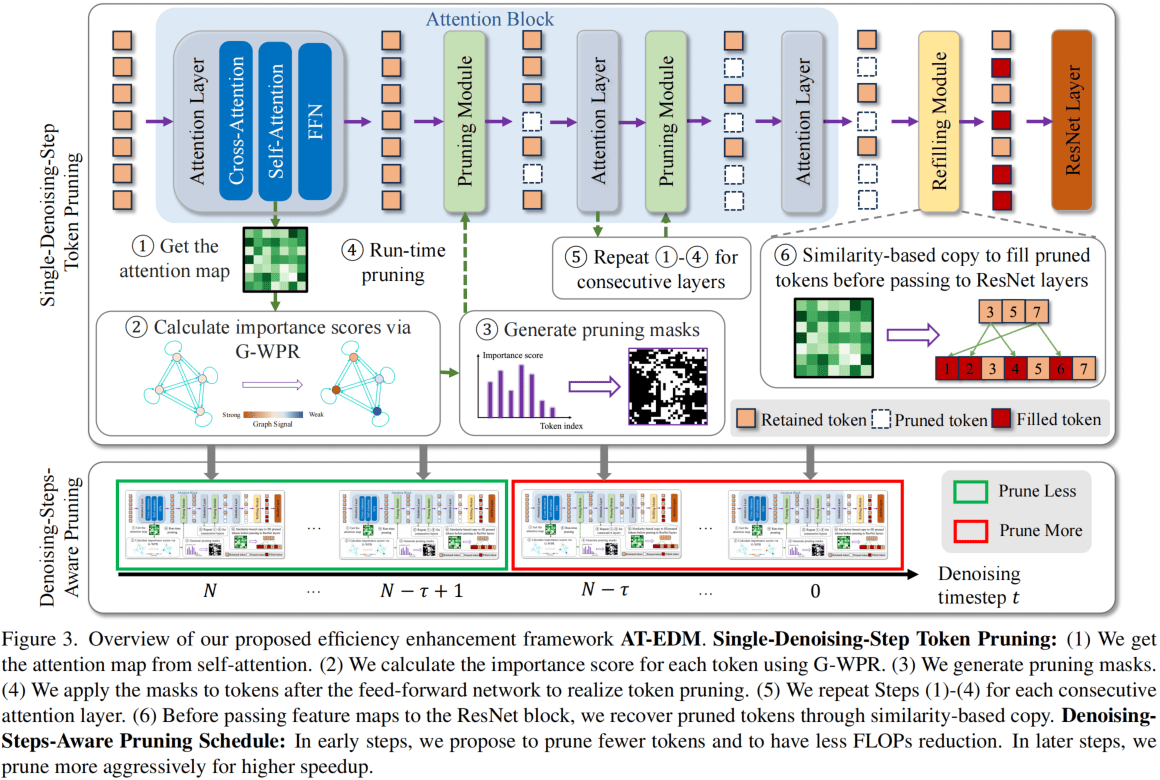 Attention Block
Single-Denoising-Step
Token Pruning
Attention Layer
Cross-Attention
Self-Attention
FFN
Pruning Module
Attention Layer
Pruning Module
Attention Layer
Refilling Module
ResNet Layer
① Get the
attention map
④ Run-time
pruning
⑤ Repeat ①-④ for
consecutive layers
⑥ Similarity-based copy to fill pruned
tokens before passing to ResNet layers
3 5 7
1 2 3 4 5 6 7
② Calculate importance scores via
G-WPR
Strong Weak
Graph Signal
③ Generate pruning masks
Importance score
Token index
Retained token Pruned token Filled token
Denoising-Steps-
Aware Pruning
... ...
Prune Less
Prune More
N ... N − τ + 1 N − τ ... 0
Denoising
timestep t
Figure 3. Overview of our proposed efficiency enhancement framework AT-EDM. Single-Denoising-Step Token Pruning: (1) We get
the attention map from self-attention. (2) We calculate the importance score for each token using G-WPR. (3) We generate pruning masks.
(4) We apply the masks to tokens after the feed-forward network to realize token pruning. (5) We repeat Steps (1)-(4) for each consecutive
attention layer. (6) Before passing feature maps to the ResNet block, we recover pruned tokens through similarity-based copy. Denoising-
Steps-Aware Pruning Schedule: In early steps, we propose to prune fewer tokens and to have less FLOPs reduction. In later steps, we
prune more aggressively for higher speedup.